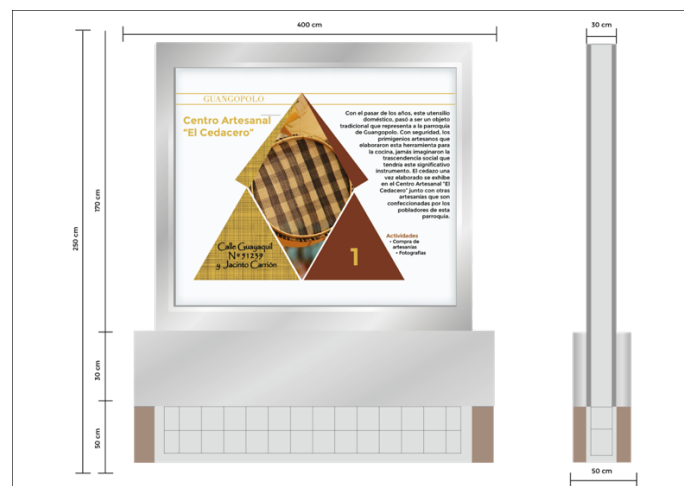 400 cm
30 cm
GUANGOPOLO
Centro Artesanal
"El Cedacero"
Con el pasar de los años, este utensillo
doméstico, pasó a ser un objeto
tradicional que representa a la parroquia
de Guangopolo. Con seguridad, los
primigenios artesanos que
elaboraron esta herramienta para
la cocina, jamás imaginaron la
trascendencia social que
tendría este significativo
instrumento. El cedazo una
vez elaborado se exhibe
en el Centro Artesanal "El
Cedacero" junto con otras
artesanías que son
confeccionadas por los
pobladores de esta
parroquia.
Calle Guayaquil
Nº31239
y Jacinto Carrión
1
Actividades
• Compra de
artesanías
• Fotografías
250 cm
170 cm
30 cm
50 cm
50 cm